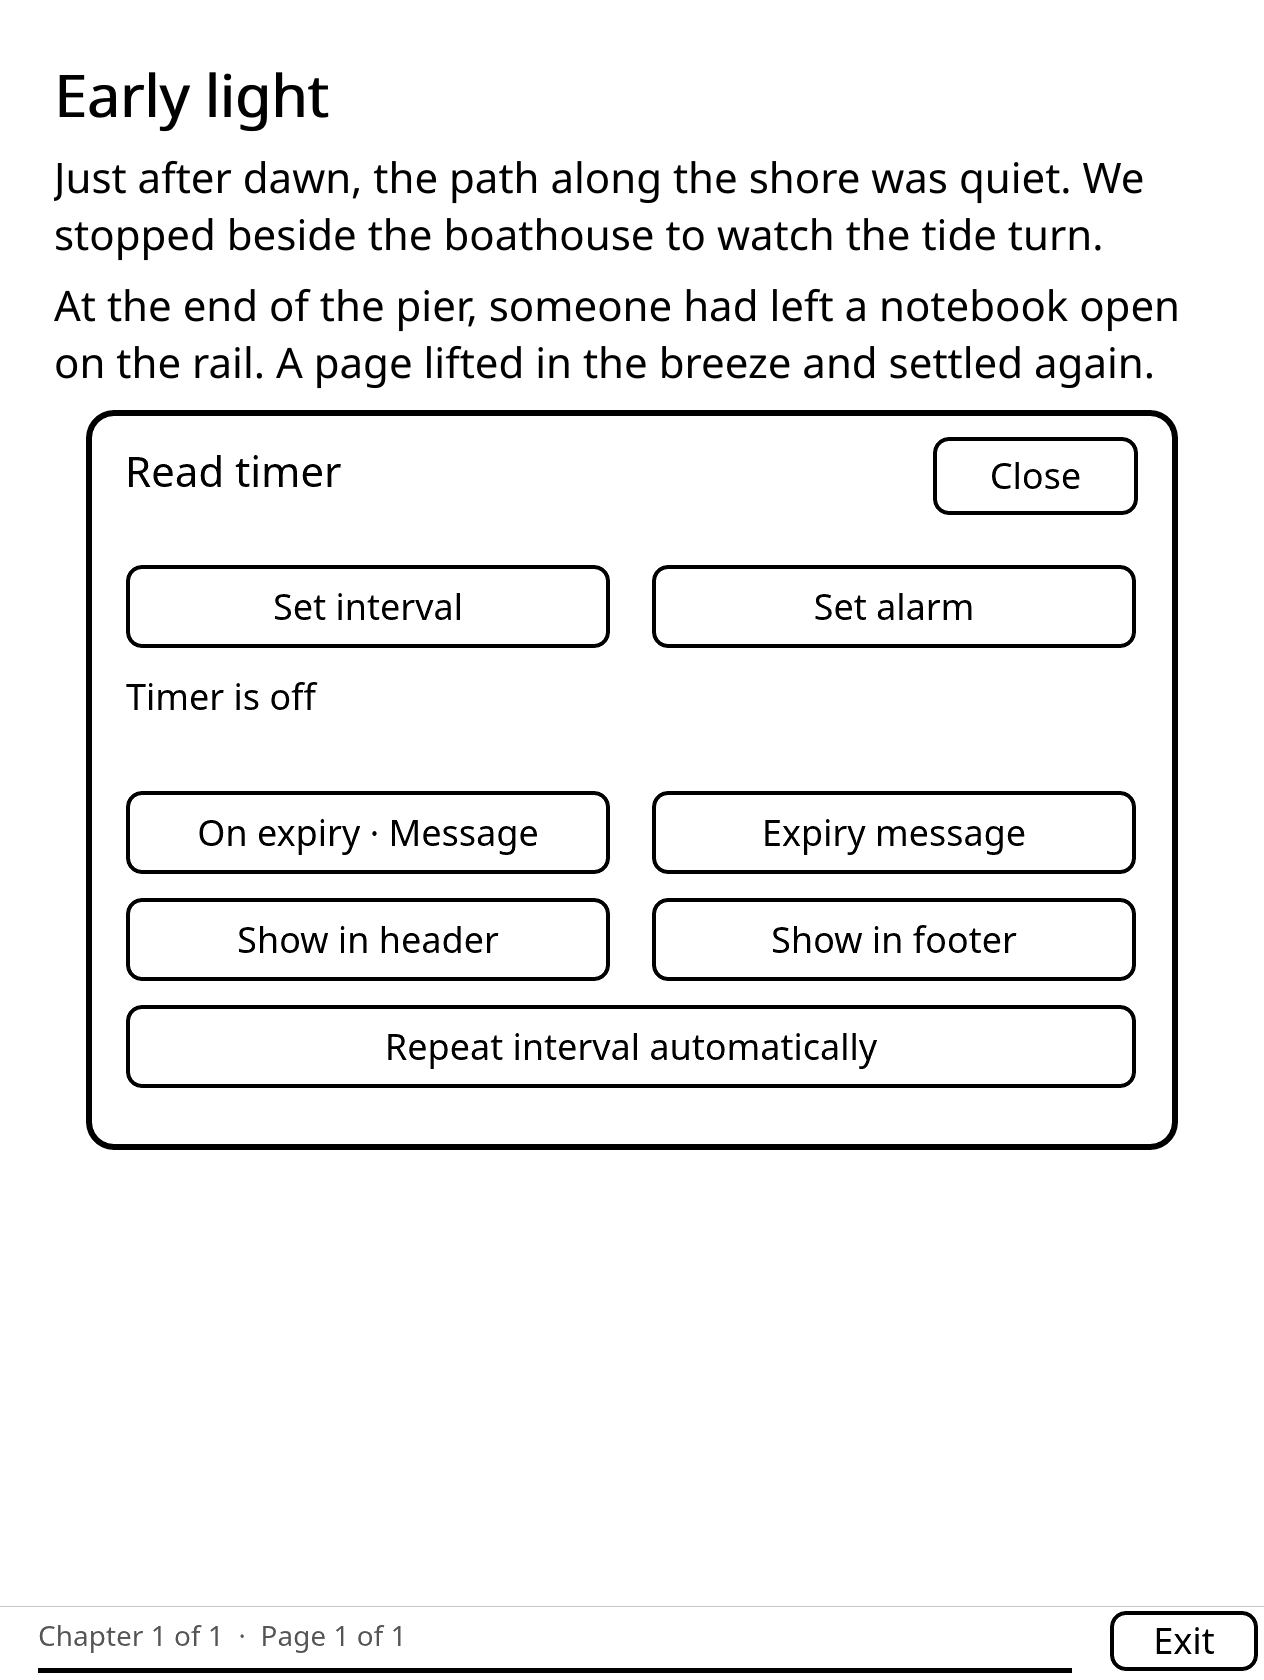 Early light
Just after dawn, the path along the shore was quiet. We
stopped beside the boathouse to watch the tide turn.
At the end of the pier, someone had left a notebook open
on the rail. A page lifted in the breeze and settled again.
Read timer
Close
Set interval
Set alarm
Timer is off
On expiry · Message
Expiry message
Show in header
Show in footer
Repeat interval automatically
Chapter 1 of 1 · Page 1 of 1
Exit